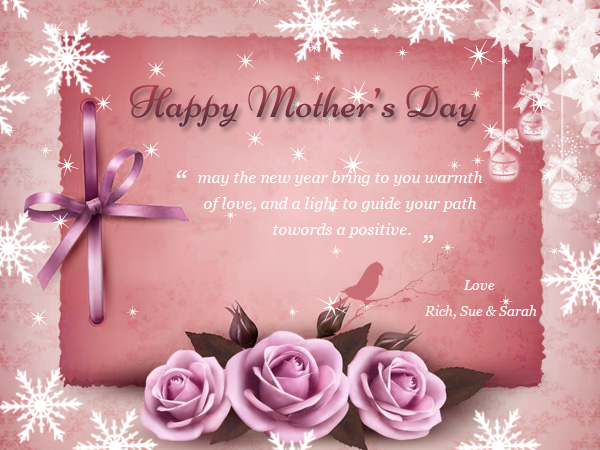 Happy Mother's Day
“ may the new year bring to you warmth
of love, and a light to guide your path
towords a positive. ”
Love
Rich, Sue & Sarah